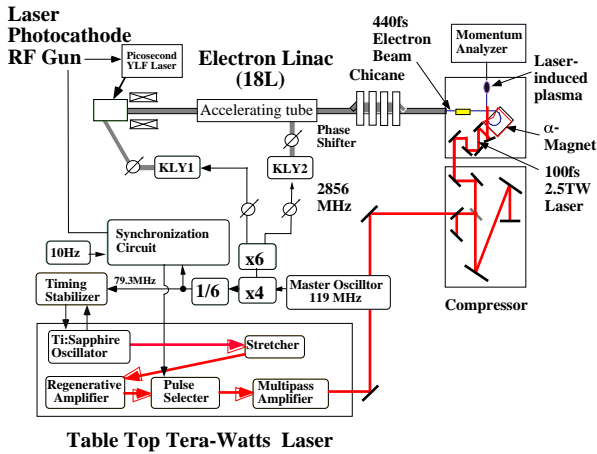 Laser
Photocathode
RF Gun
Picosecond
YLF Laser
Electron Linac
(18L)
440fs
Electron
Beam
Chicane
Momentum
Analyzer
Laser-
induced
plasma
Accelerating tube
Phase
Shifter
α-
Magnet
KLY1
KLY2
100fs
2.5TW
Laser
2856
MHz
Synchronization
Circuit
10Hz
x6
79.3MHz
Timing
Stabilizer
1/6
x4
Master Oscilltor
119 MHz
Compressor
Ti:Sapphire
Oscillator
Stretcher
Regenerative
Amplifier
Pulse
Selecter
Multipass
Amplifier
Table Top Tera-Watts Laser